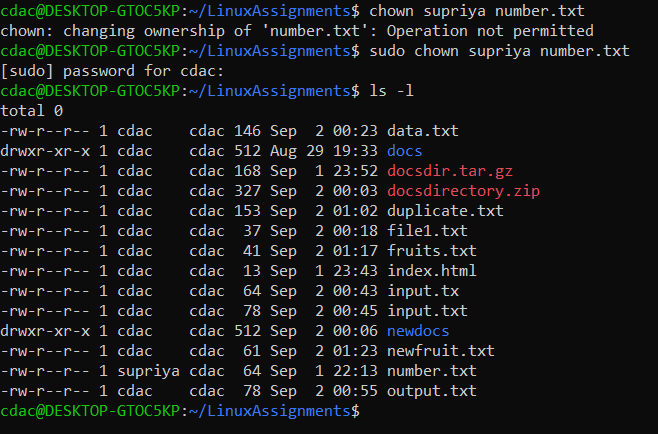 cdac@DESKTOP-GTOC5KP:~/LinuxAssignments$ chown supriya number.txt
chown: changing ownership of 'number.txt': Operation not permitted
cdac@DESKTOP-GTOC5KP:~/LinuxAssignments$ sudo chown supriya number.txt
[sudo] password for cdac:
cdac@DESKTOP-GTOC5KP:~/LinuxAssignments$ ls -l
total 0
-rw-r--r-- 1 cdac    cdac 146 Sep  2 00:23 data.txt
drwxr-xr-x 1 cdac    cdac 512 Aug 29 19:33 docs
-rw-r--r-- 1 cdac    cdac 168 Sep  1 23:52 docsdir.tar.gz
-rw-r--r-- 1 cdac    cdac 327 Sep  2 00:03 docsdirectory.zip
-rw-r--r-- 1 cdac    cdac 153 Sep  2 01:02 duplicate.txt
-rw-r--r-- 1 cdac    cdac  37 Sep  2 00:18 file1.txt
-rw-r--r-- 1 cdac    cdac  41 Sep  2 01:17 fruits.txt
-rw-r--r-- 1 cdac    cdac  13 Sep  1 23:43 index.html
-rw-r--r-- 1 cdac    cdac  64 Sep  2 00:43 input.tx
-rw-r--r-- 1 cdac    cdac  78 Sep  2 00:45 input.txt
drwxr-xr-x 1 cdac    cdac 512 Sep  2 00:06 newdocs
-rw-r--r-- 1 cdac    cdac  61 Sep  2 01:23 newfruit.txt
-rw-r--r-- 1 supriya cdac  64 Sep  1 22:13 number.txt
-rw-r--r-- 1 cdac    cdac  78 Sep  2 00:55 output.txt
cdac@DESKTOP-GTOC5KP:~/LinuxAssignments$